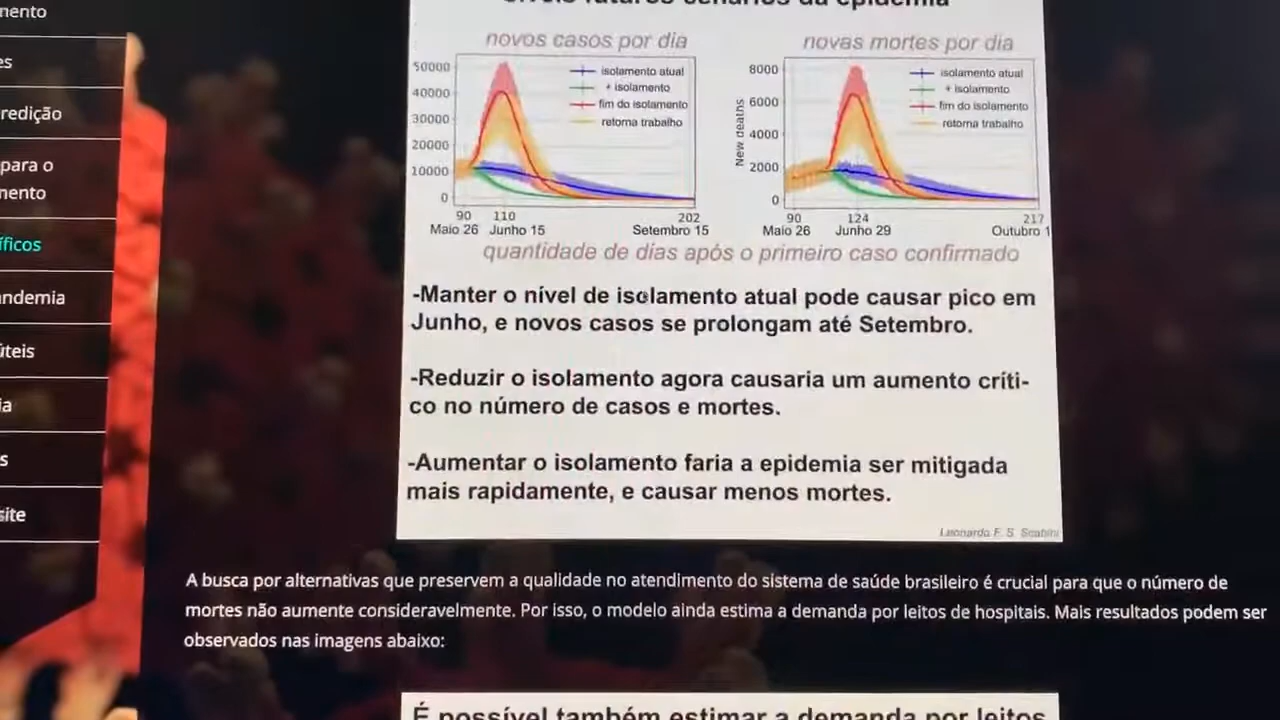 mento
es
redição
para o
mento
íficos
andemia
úteis
ia
s
site
futuros cenários da epidemia
novos casos por dia
50000
40000
30000
20000
10000
0
isolamento atual
+ isolamento
fim do isolamento
retorna trabalho
90 110 202
Maio 26 Junho 15 Setembro 15
novas mortes por dia
New deaths
8000
6000
4000
2000
0
isolamento atual
+ isolamento
fim do isolamento
retorna trabalho
90 124 217
Maio 26 Junho 29 Outubro 1
quantidade de dias após o primeiro caso confirmado
-Manter o nível de isolamento atual pode causar pico em
Junho, e novos casos se prolongam até Setembro.
-Reduzir o isolamento agora causaria um aumento críti-
co no número de casos e mortes.
-Aumentar o isolamento faria a epidemia ser mitigada
mais rapidamente, e causar menos mortes.
Leonardo F. S. Scabini
A busca por alternativas que preservem a qualidade no atendimento do sistema de saúde brasileiro é crucial para que o número de
mortes não aumente consideravelmente. Por isso, o modelo ainda estima a demanda por leitos de hospitais. Mais resultados podem ser
observados nas imagens abaixo:
É possível também estimar a demanda por leitos